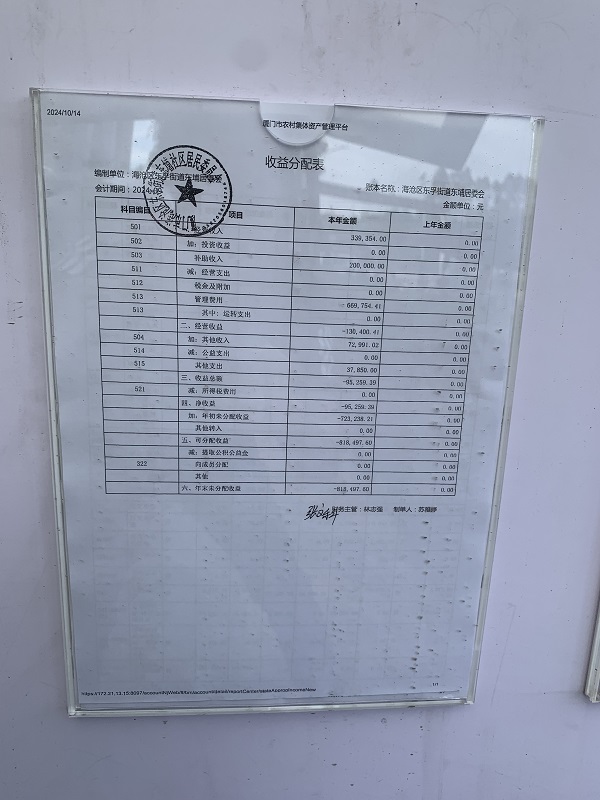 2024/10/14
厦门市农村集体资产管理平台
收益分配表
编制单位：海沧区东孚街道东埔居委会
账本名称：海沧区东孚街道东埔居委会
会计期间：2024
金额单位：元
科目编码 项目 本年金额 上年金额
501 339,354.00 0.00
502 加：投资收益 0.00 0.00
503 补助收入 200,000.00 0.00
511 减：经营支出 0.00 0.00
512 税金及附加 0.00 0.00
513 管理费用 669,754.41 0.00
513 其中：运转支出 0.00 0.00
二、经营收益 -130,400.41 0.00
504 加：其他收入 72,991.02 0.00
514 减：公益支出 0.00 0.00
515 其他支出 37,850.00 0.00
三、收益总额 -95,259.39 0.00
521 减：所得税费用 0.00 0.00
四、净收益 -95,259.39 0.00
加：年初未分配收益 -723,238.21 0.00
其他转入 0.00 0.00
五、可分配收益 -818,497.60 0.00
减：提取公积公益金 0.00 0.00
322 向成员分配 0.00 0.00
其他 0.00 0.00
六、年末未分配收益 -818,497.60 0.00
财务主管：林志强 制单人：苏雅婷
1/1